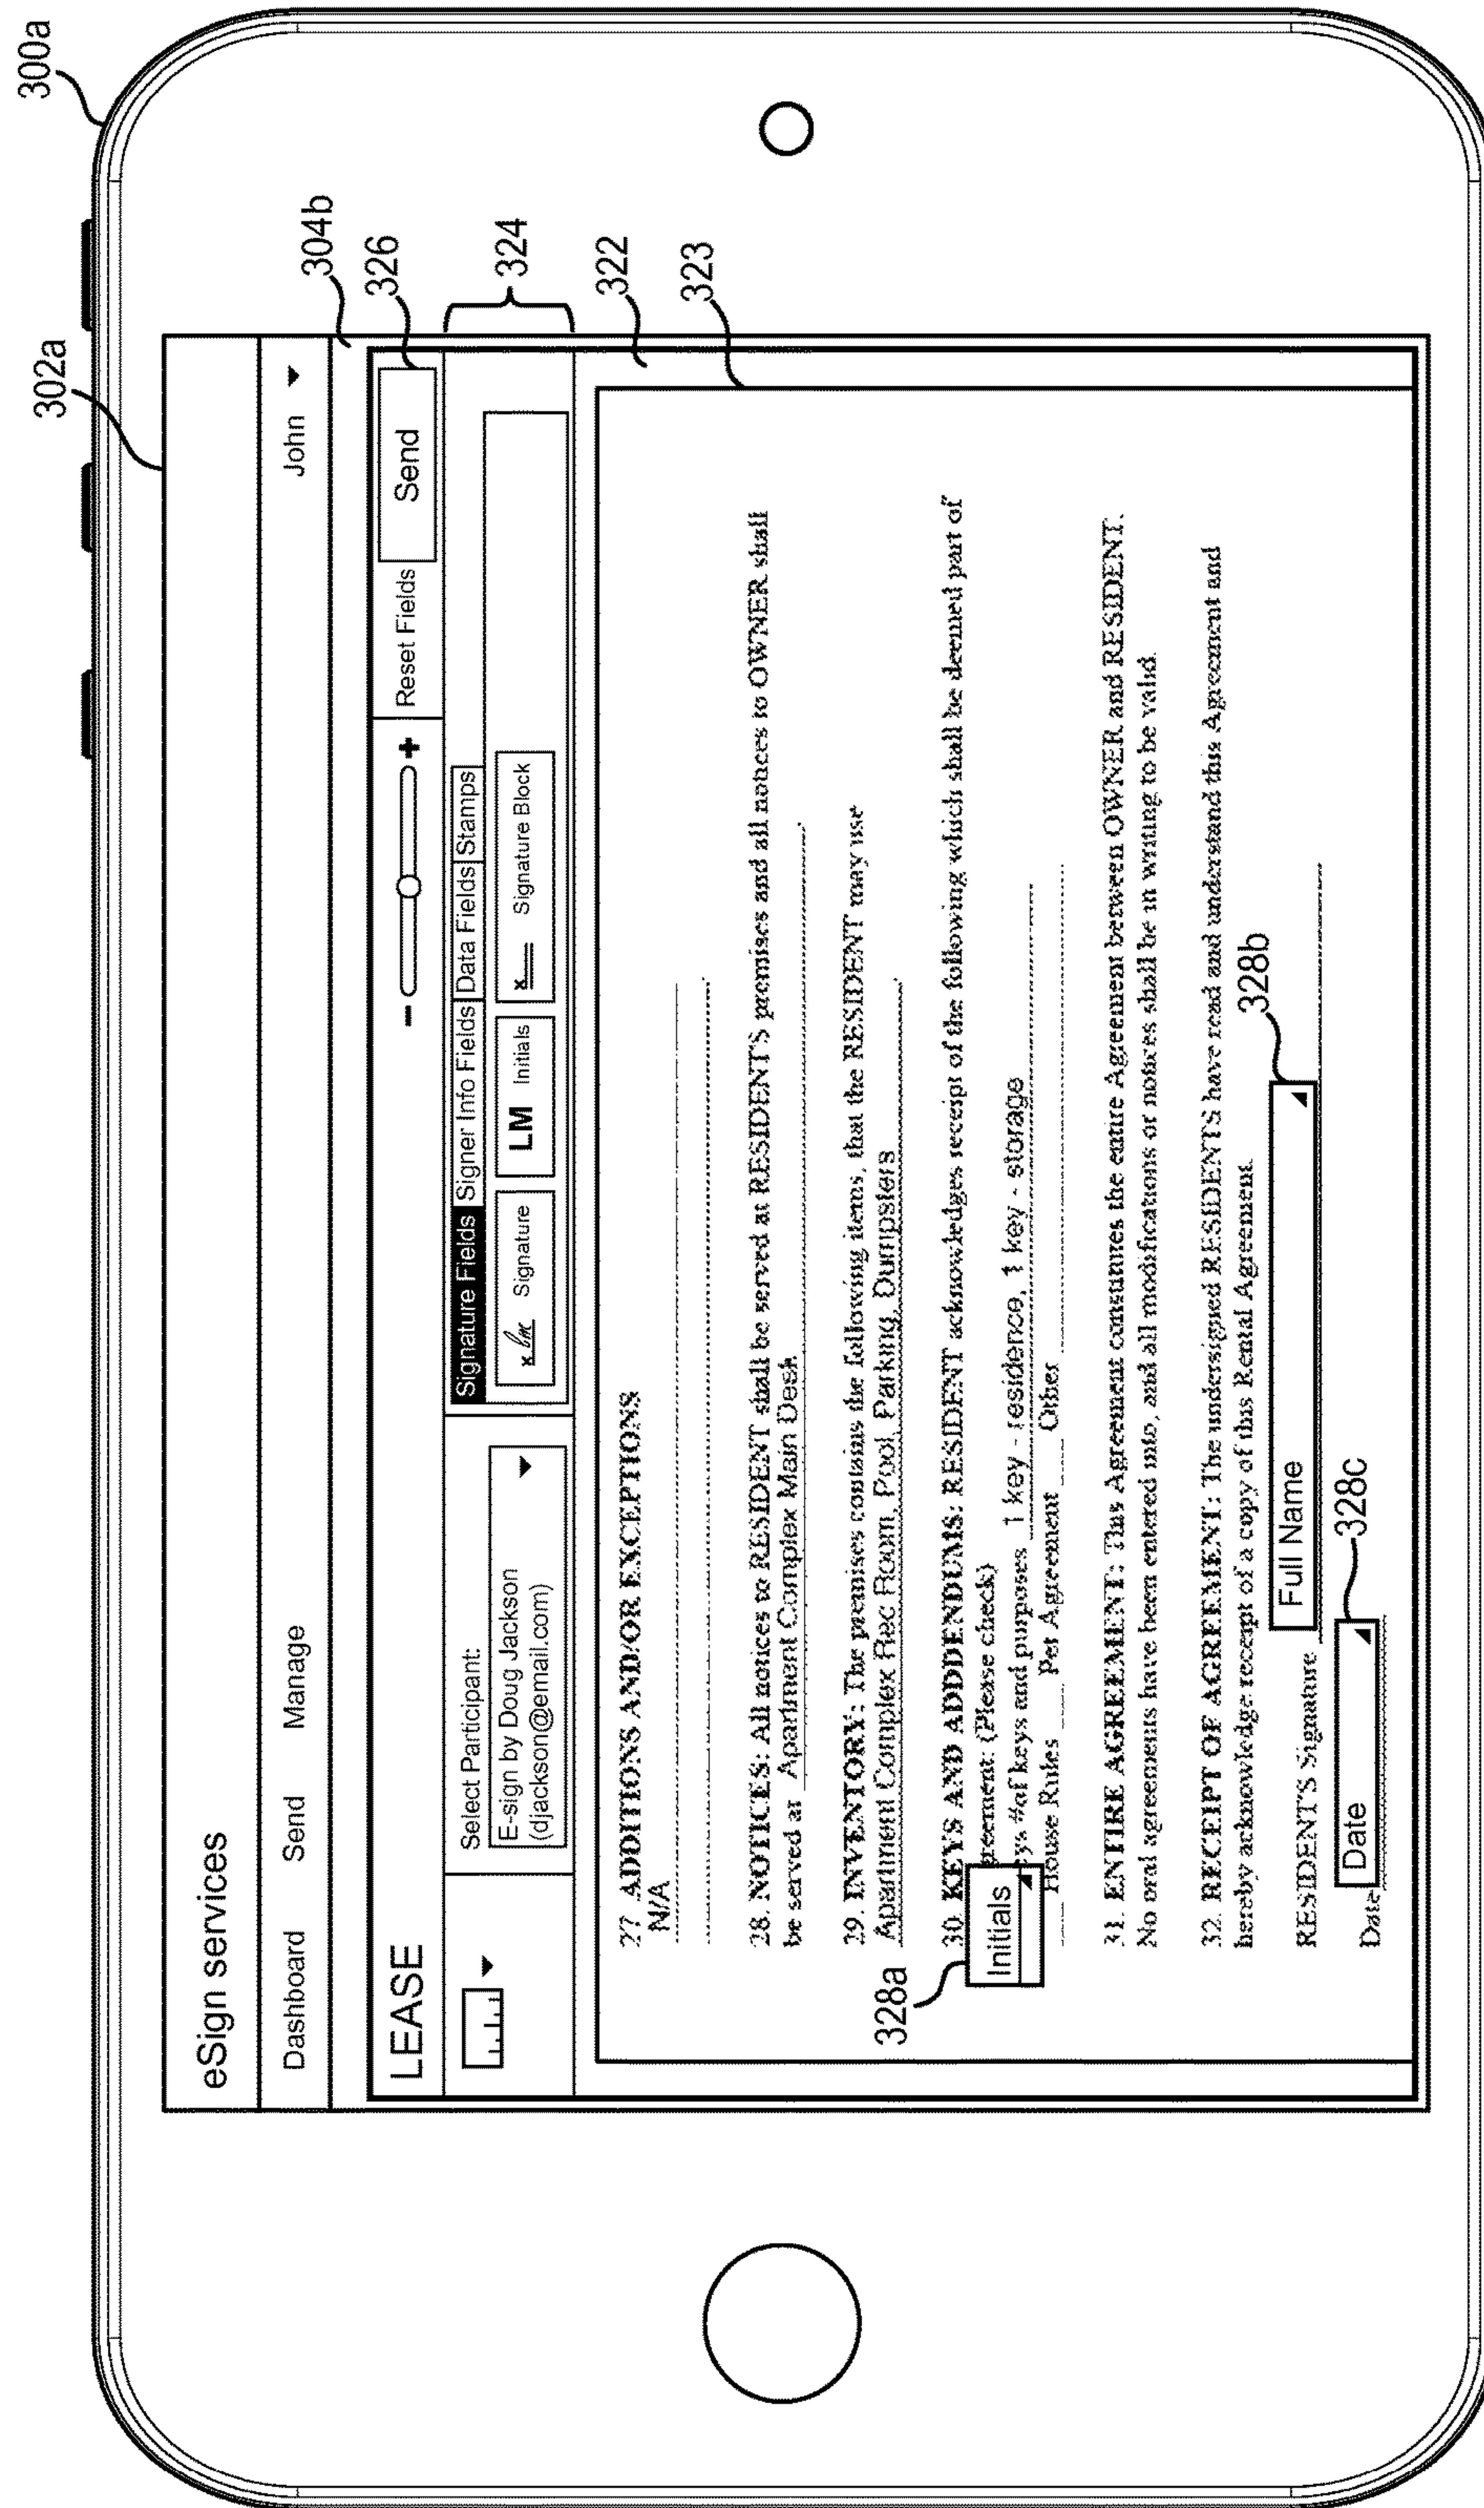 300a
302a
eSign services
Dashboard Send Manage John
304b
LEASE
Reset Fields
Send
326
Select Participant:
E-sign by Doug Jackson
(djackson@email.com)
Signature Fields Signer Info Fields Data Fields Stamps
x lm Signature
LM Initials
x Signature Block
324
322
323
27. ADDITIONS AND/OR EXCEPTIONS
N/A
28. NOTICES: All notices to RESIDENT shall be served at RESIDENT'S premises and all notices to OWNER shall
be served at Apartment Complex Main Desk
29. INVENTORY: The premises contains the following items, that the RESIDENT may use
Apartment Complex Rec Room, Pool, Parking, Dumpsters
328a
30. KEYS AND ADDENDUMS: RESIDENT acknowledges receipt of the following which shall be deemed part of
greement: (Please check)
Initials
eys #of keys and purposes 1 key - residence, 1 key - storage
House Rules Pet Agreement Other
31. ENTIRE AGREEMENT: This Agreement constitutes the entire Agreement between OWNER and RESIDENT.
No oral agreements have been entered into, and all modifications or notices shall be in writing to be valid.
32. RECEIPT OF AGREEMENT: The undersigned RESIDENTS have read and understand this Agreement and
hereby acknowledge receipt of a copy of this Rental Agreement.
328b
RESIDENT'S Signature Full Name
328c
Date Date